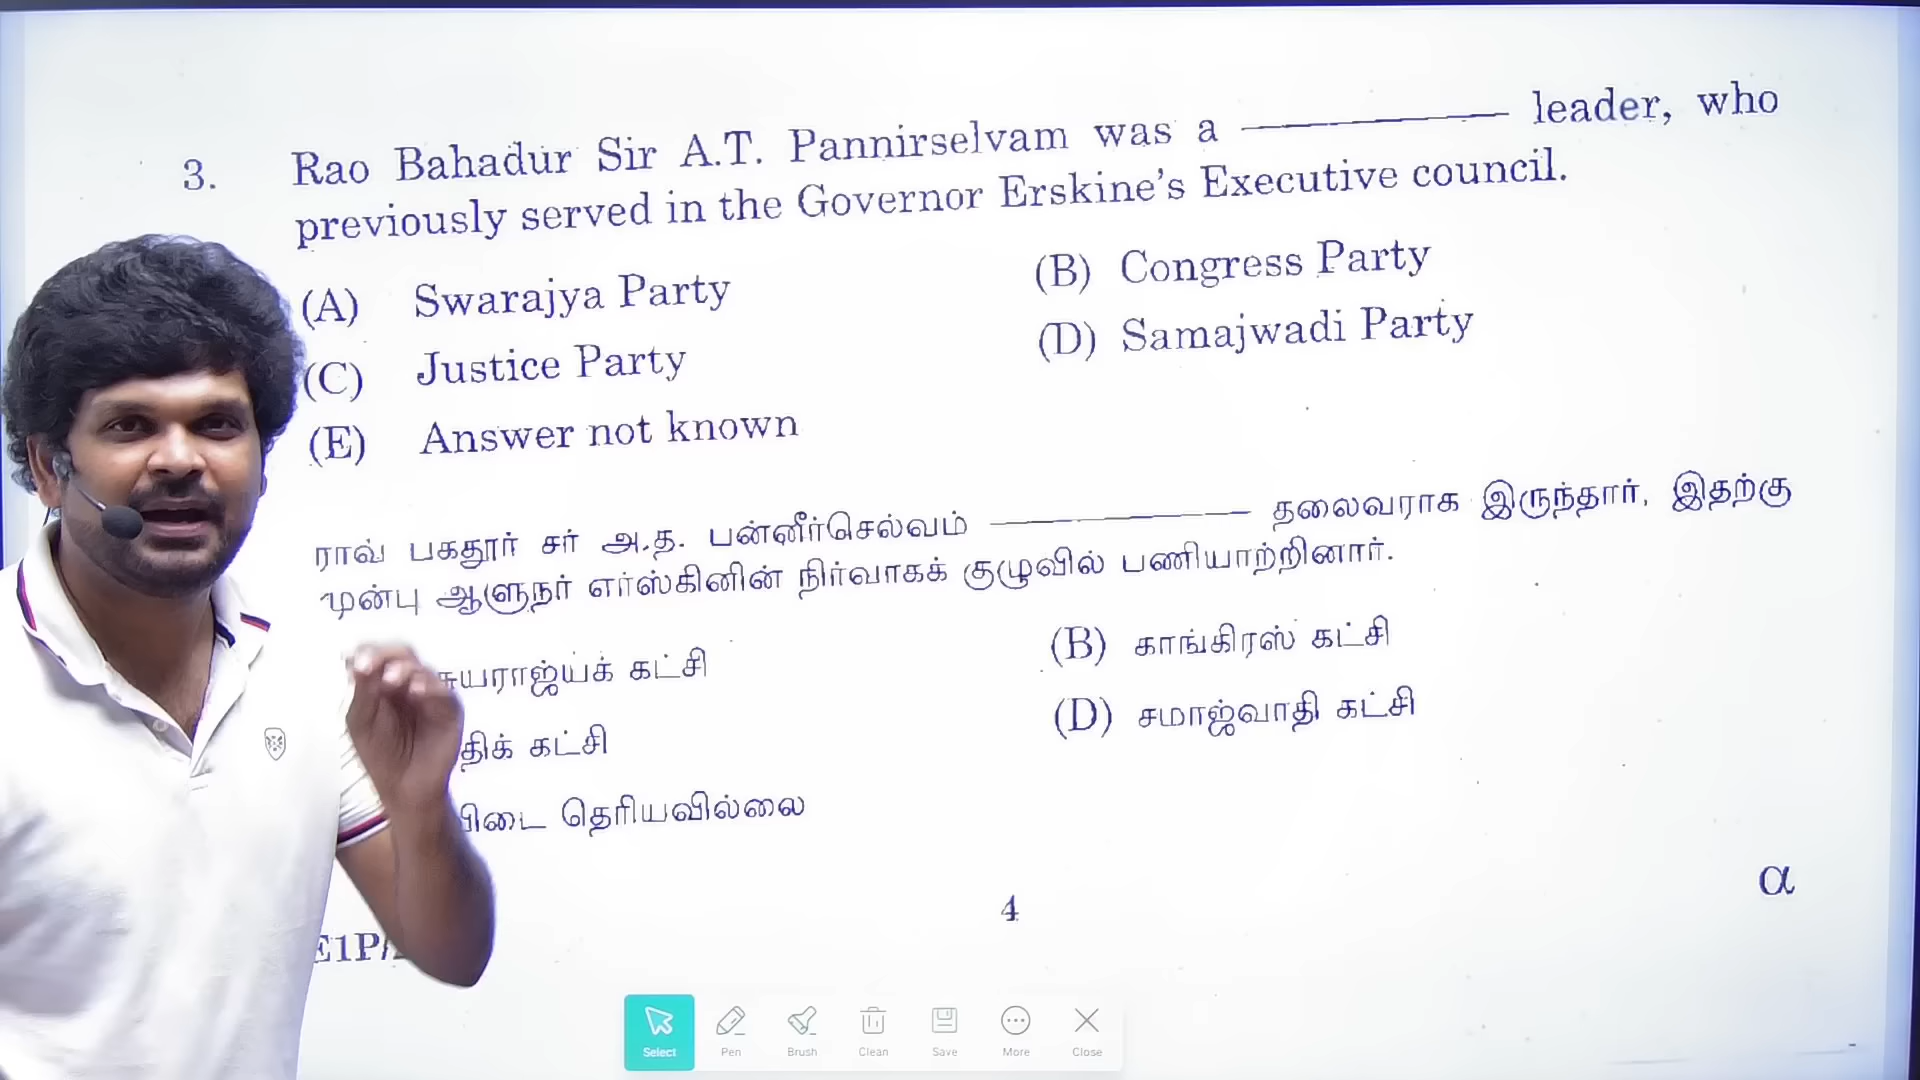 3. Rao Bahadur Sir A.T. Pannirselvam was a ________ leader, who
previously served in the Governor Erskine's Executive council.
(A) Swarajya Party (B) Congress Party
(C) Justice Party (D) Samajwadi Party
(E) Answer not known
ராவ் பகதூர் சர் அ.த. பன்னீர்செல்வம் ________ தலைவராக இருந்தார், இதற்கு
முன்பு ஆளுநர் எர்ஸ்கினின் நிர்வாகக் குழுவில் பணியாற்றினார்.
சுயராஜ்ய்க் கட்சி (B) காங்கிரஸ் கட்சி
கட்சி (D) சமாஜ்வாதி கட்சி
தெரியவில்லை
α
4
Select Pen Brush Clean Save More Close